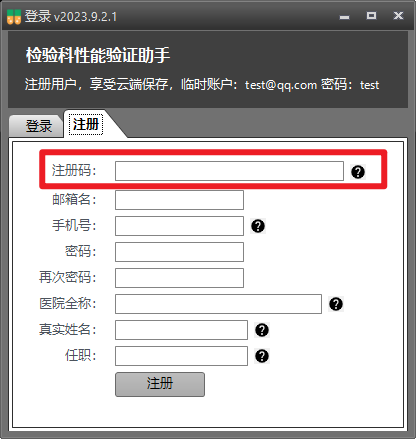 登录 v2023.9.2.1
检验科性能验证助手
注册用户，享受云端保存，临时账户：test@qq.com 密码：test
登录 注册
注册码： ?
邮箱名：
手机号： ?
密码：
再次密码：
医院全称： ?
真实姓名： ?
任职： ?
注册